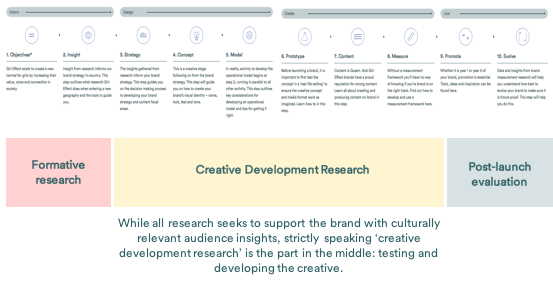 Inform
Design
Create
Live
1. Objectives*
Girl Effect exists to create a new
normal for girls by increasing their
value, voice and connection in
society.
2. Insight
Insight from research informs our
brand strategy in-country. This
step outlines what research Girl
Effect does when entering a new
geography and the tools to guide
you.
3. Strategy
The insights gathered from
research inform your brand
strategy. This step guides you
on the decision making process
to developing your brand
strategy and content focal
areas.
4. Concept
This is a creative stage
following on from the brand
strategy. This step will guide
you on how to create your
brand's visual identity – name,
look, feel and tone.
5. Model
In reality, activity to develop the
operational model begins at
step 0, running in parallel to all
other activity. This step outlines
key considerations for
developing an operational
model and tips for getting it
right.
6. Prototype
Before launching a brand, it is
important to first test the
concept in a 'real-life setting' to
ensure the creative concept
and media format work as
imagined. Learn how to in this
step.
7. Content
Content is Queen. And Girl
Effect brands have a proud
reputation for strong content.
Learn all about creating and
producing content on brand in
this step.
8. Measure
Without a measurement
framework you'll have no way
of knowing if you're brand is on
the right track. Find out how to
develop and use a
measurement framework here.
9. Promote
Whether it is year 1 or year 6 of
your brand, promotion is essential.
Tools, ideas and inspiration can be
found here.
10. Evolve
Data and insights from brand
measurement research will help
you understand how best to
evolve your brand to make sure it
is future proof! This step will help
you do this.
Formative
research
Creative Development Research
Post-launch
evaluation
While all research seeks to support the brand with culturally
relevant audience insights, strictly speaking 'creative
development research' is the part in the middle: testing and
developing the creative.